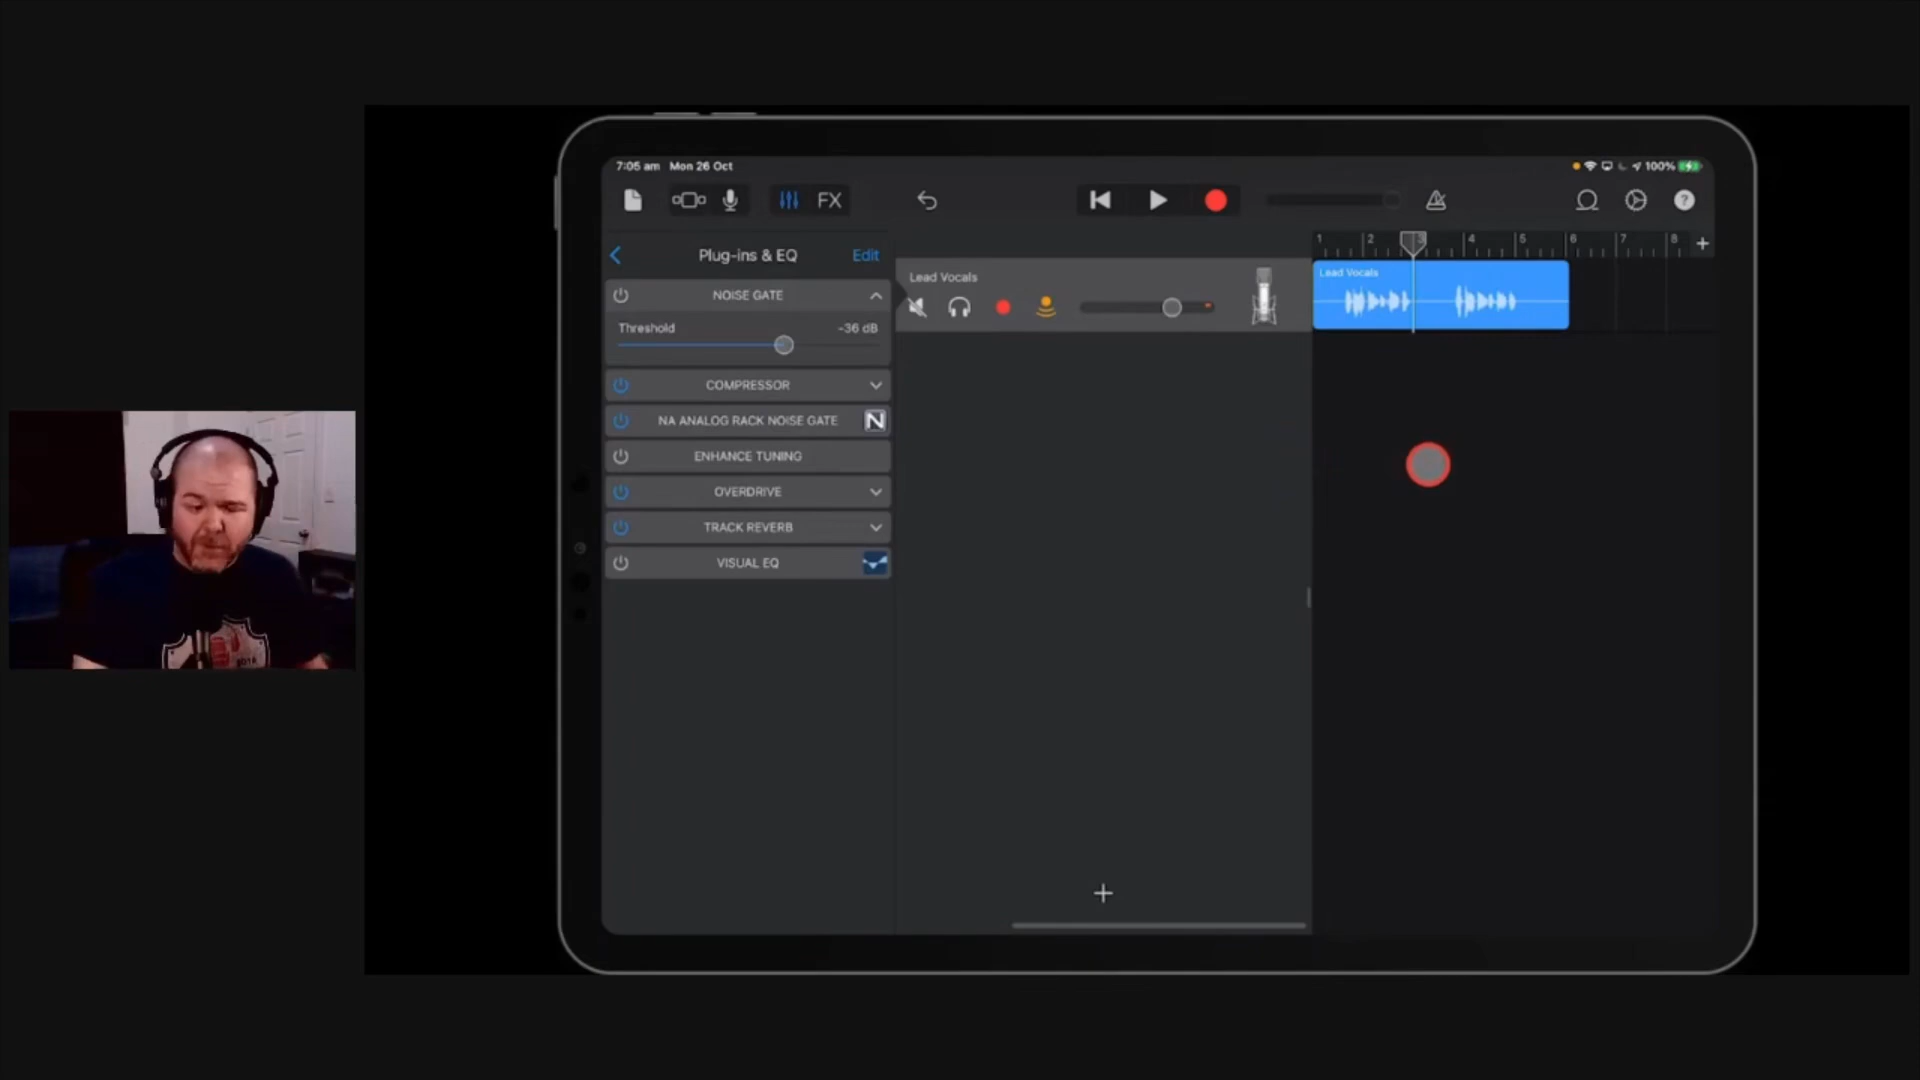 7:05 am Mon 26 Oct
100%
FX
?
Plug-ins & EQ
Edit
NOISE GATE
Threshold
-36 dB
COMPRESSOR
NA ANALOG RACK NOISE GATE
N
ENHANCE TUNING
OVERDRIVE
TRACK REVERB
VISUAL EQ
Lead Vocals
1 2 3 4 5 6 7 8
Lead Vocals